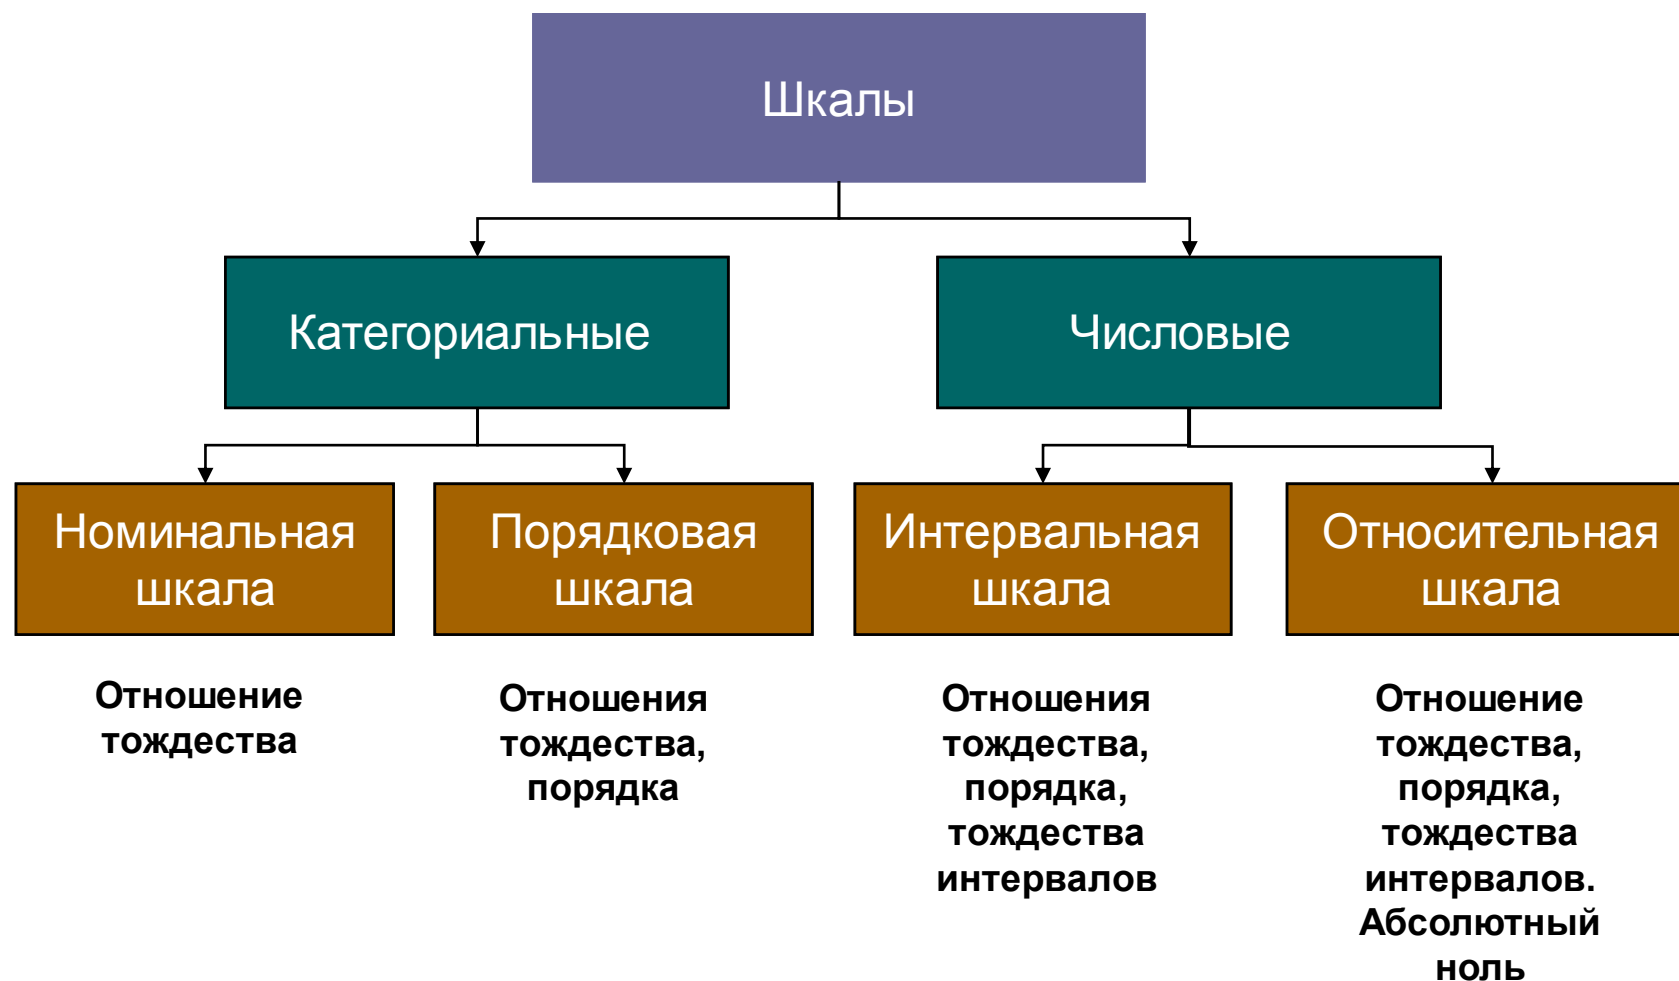 Шкалы
Категориальные
Числовые
Номинальная
шкала
Порядковая
шкала
Интервальная
шкала
Относительная
шкала
Отношение
тождества
Отношения
тождества,
порядка
Отношения
тождества,
порядка,
тождества
интервалов
Отношение
тождества,
порядка,
тождества
интервалов.
Абсолютный
ноль